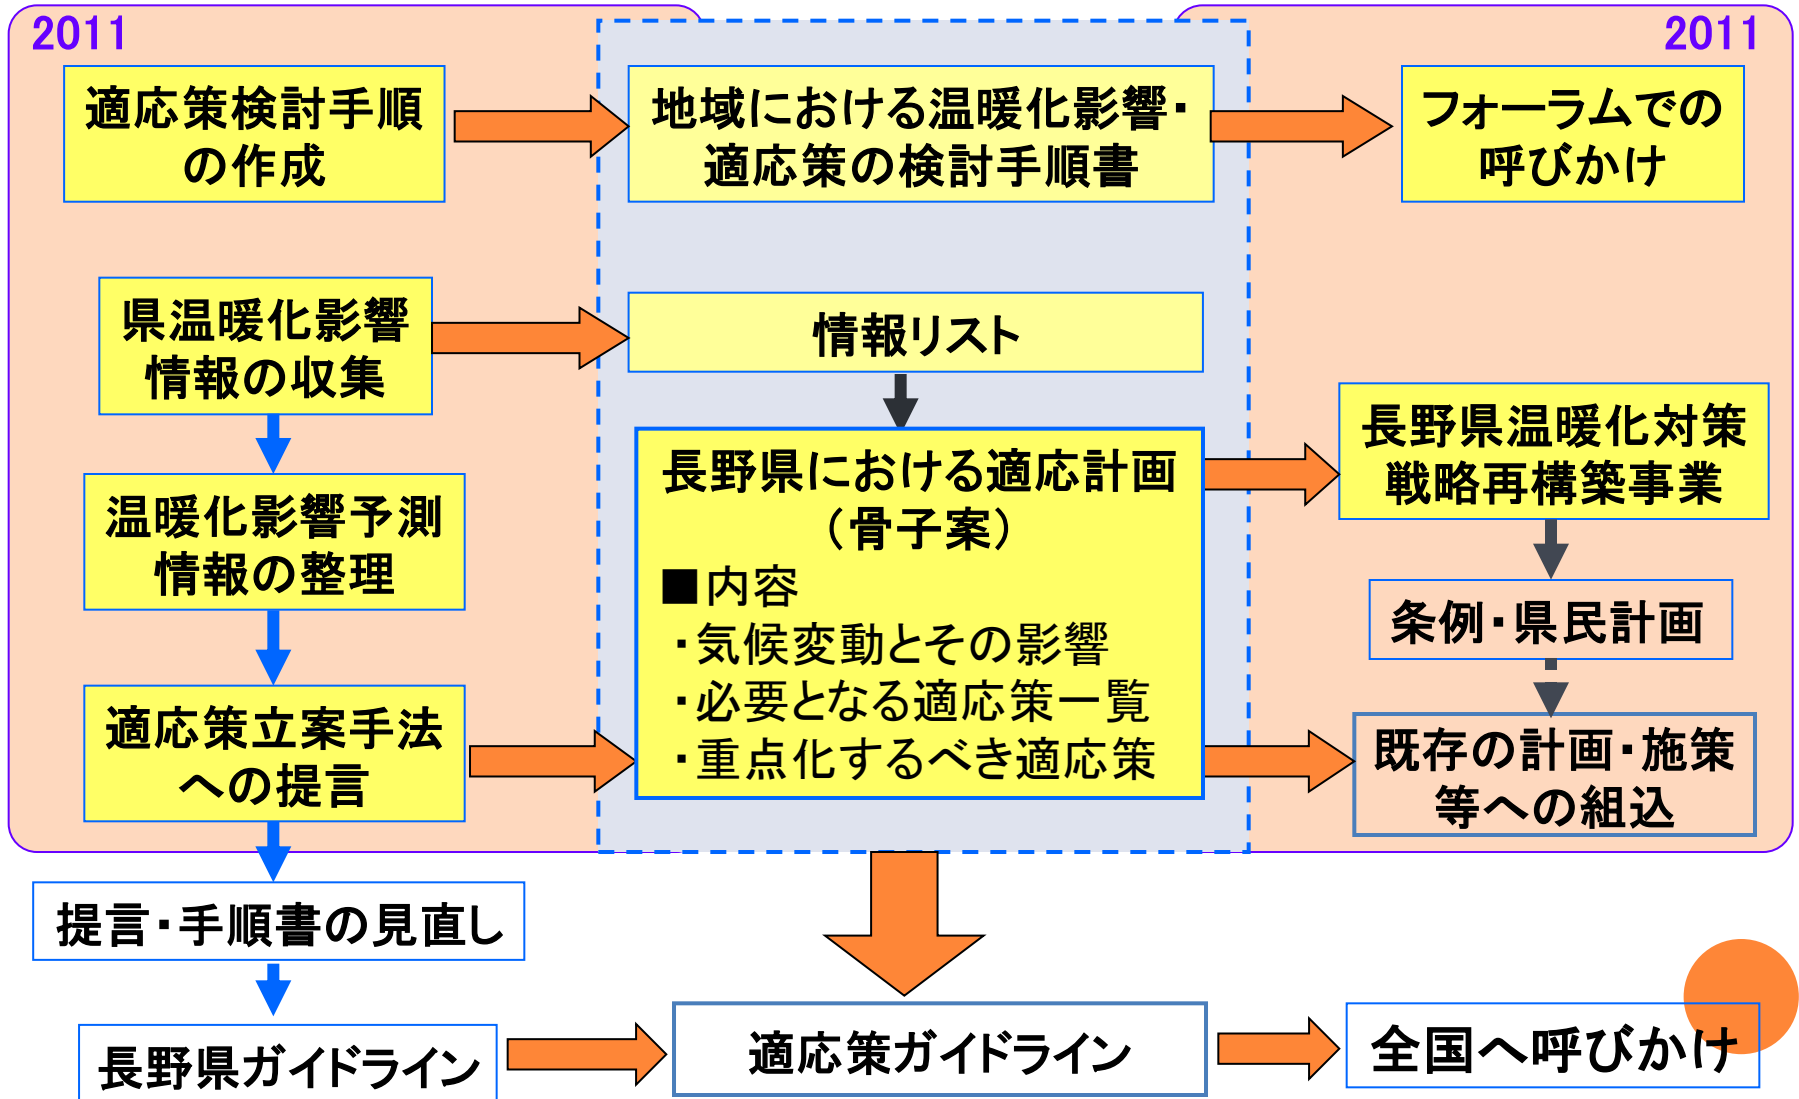 2011
2011
適応策検討手順
の作成
地域における温暖化影響・
適応策の検討手順書
フォーラムでの
呼びかけ
県温暖化影響
情報の収集
情報リスト
温暖化影響予測
情報の整理
長野県における適応計画
（骨子案）
■内容
・気候変動とその影響
・必要となる適応策一覧
・重点化するべき適応策
長野県温暖化対策
戦略再構築事業
条例・県民計画
適応策立案手法
への提言
既存の計画・施策
等への組込
提言・手順書の見直し
長野県ガイドライン
適応策ガイドライン
全国へ呼びかけ